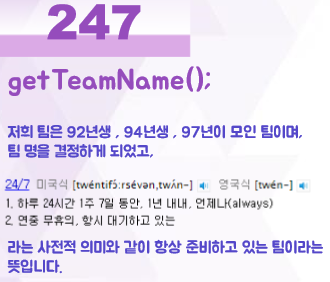 247
getTeamName();
저희 팀은 92년생 , 94년생 , 97년이 모인 팀이며,
팀 명을 결정하게 되었고,
24/7 미국식 [twéntifɔ́ːrsévən,twʌ́n-] 영국식 [twén-]
1. 하루 24시간 1주 7일 동안, 1년 내내, 언제나(always)
2. 연중 무휴의, 항시 대기하고 있는
라는 사전적 의미와 같이 항상 준비하고 있는 팀이라는
뜻입니다.